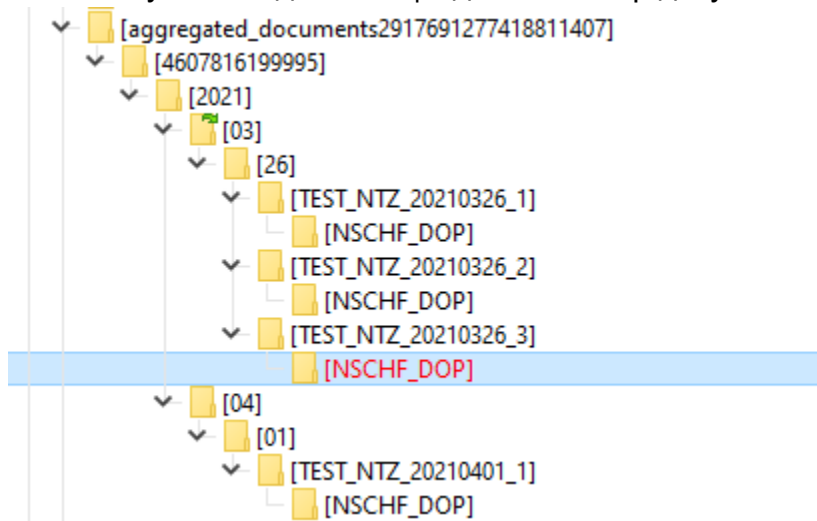 [aggregated_documents2917691277418811407]
[4607816199995]
[2021]
[03]
[26]
[TEST_NTZ_20210326_1]
[NSCHF_DOP]
[TEST_NTZ_20210326_2]
[NSCHF_DOP]
[TEST_NTZ_20210326_3]
[NSCHF_DOP]
[04]
[01]
[TEST_NTZ_20210401_1]
[NSCHF_DOP]